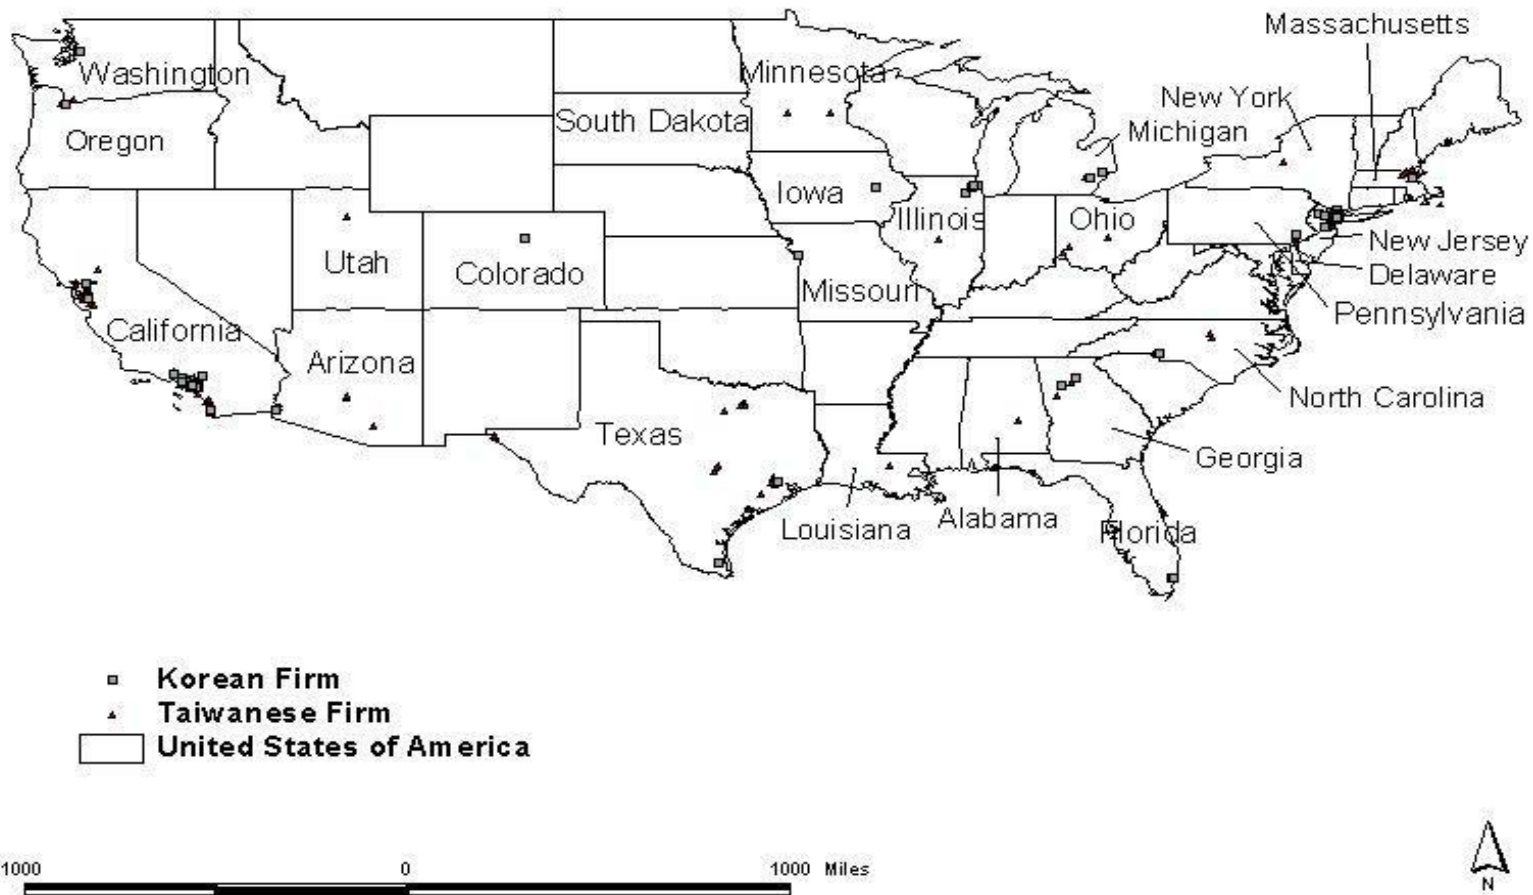 Massachusetts
Washington
Minnesota
New York
South Dakota
Michigan
Oregon
Iowa
Illinois
Ohio
New Jersey
Utah
Colorado
Delaware
Missouri
Pennsylvania
California
Arizona
North Carolina
Texas
Georgia
Louisiana
Alabama
Florida
Korean Firm
Taiwanese Firm
United States of America
1000 0 1000 Miles
N